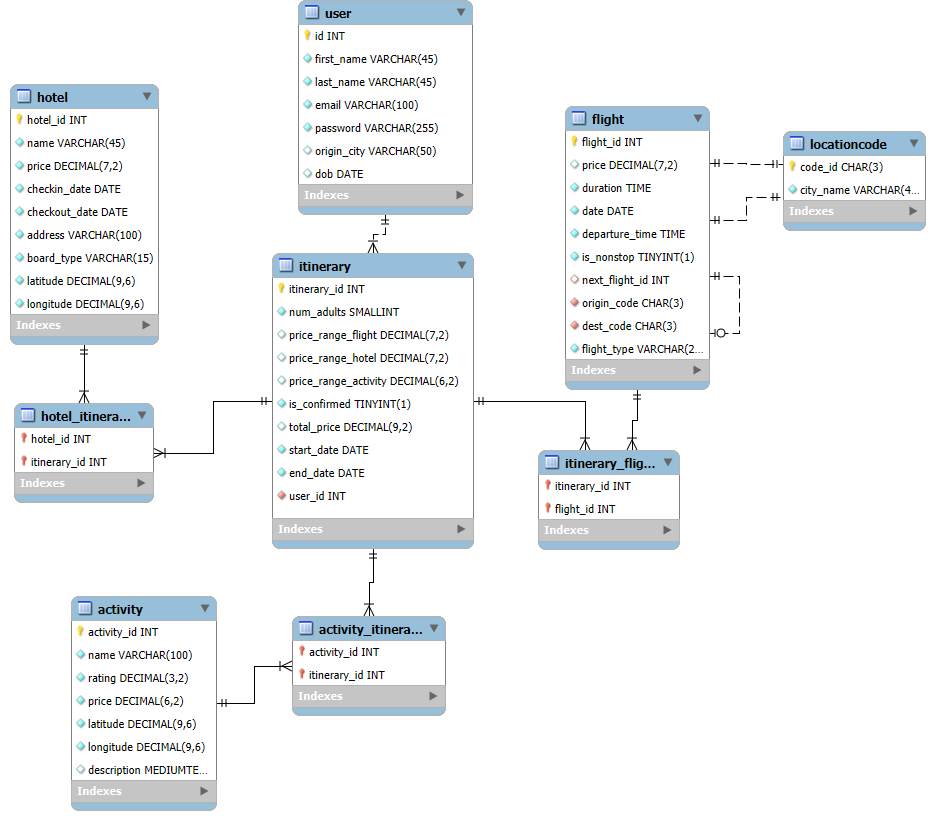 user
id INT
first_name VARCHAR(45)
last_name VARCHAR(45)
email VARCHAR(100)
password VARCHAR(255)
origin_city VARCHAR(50)
dob DATE
Indexes
hotel
hotel_id INT
name VARCHAR(45)
price DECIMAL(7,2)
checkin_date DATE
checkout_date DATE
address VARCHAR(100)
board_type VARCHAR(15)
latitude DECIMAL(9,6)
longitude DECIMAL(9,6)
Indexes
flight
flight_id INT
price DECIMAL(7,2)
duration TIME
date DATE
departure_time TIME
is_nonstop TINYINT(1)
next_flight_id INT
origin_code CHAR(3)
dest_code CHAR(3)
flight_type VARCHAR(2...
Indexes
locationcode
code_id CHAR(3)
city_name VARCHAR(4...
Indexes
itinerary
itinerary_id INT
num_adults SMALLINT
price_range_flight DECIMAL(7,2)
price_range_hotel DECIMAL(7,2)
price_range_activity DECIMAL(6,2)
is_confirmed TINYINT(1)
total_price DECIMAL(9,2)
start_date DATE
end_date DATE
user_id INT
Indexes
hotel_itinera...
hotel_id INT
itinerary_id INT
Indexes
itinerary_flig...
itinerary_id INT
flight_id INT
Indexes
activity
activity_id INT
name VARCHAR(100)
rating DECIMAL(3,2)
price DECIMAL(6,2)
latitude DECIMAL(9,6)
longitude DECIMAL(9,6)
description MEDIUMTE...
Indexes
activity_itinera...
activity_id INT
itinerary_id INT
Indexes